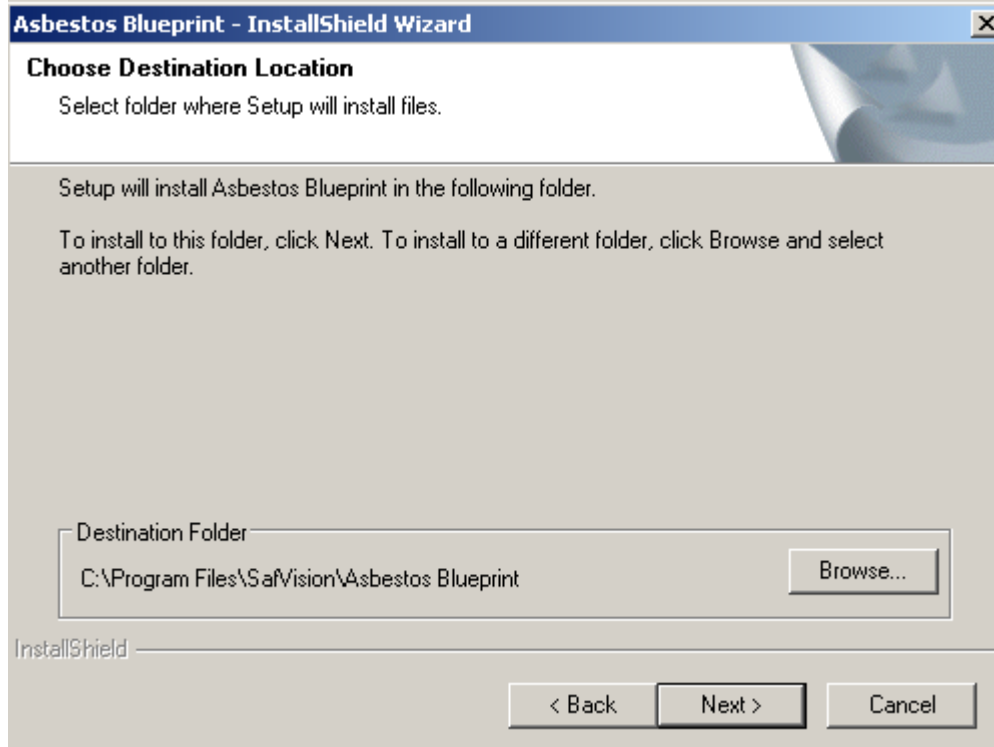 Asbestos Blueprint - InstallShield Wizard
Choose Destination Location
Select folder where Setup will install files.
Setup will install Asbestos Blueprint in the following folder.
To install to this folder, click Next. To install to a different folder, click Browse and select
another folder.
Destination Folder
C:\Program Files\SafVision\Asbestos Blueprint
Browse...
InstallShield
< Back
Next >
Cancel